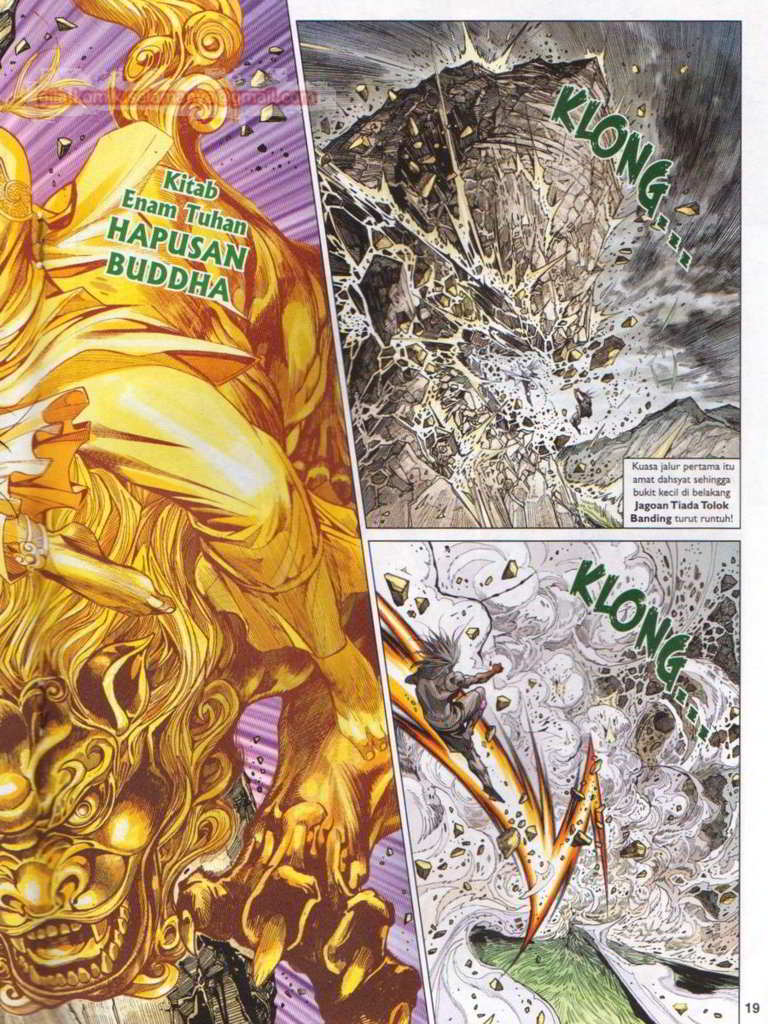 Kitab
Enam Tuhan
HAPUSAN
BUDDHA
KLONG...
Kuasa jalur pertama itu
amat dahsyat sehingga
bukit kecil di belakang
Jagoan Tiada Tolok
Banding turut runtuh!
KLONG...
19